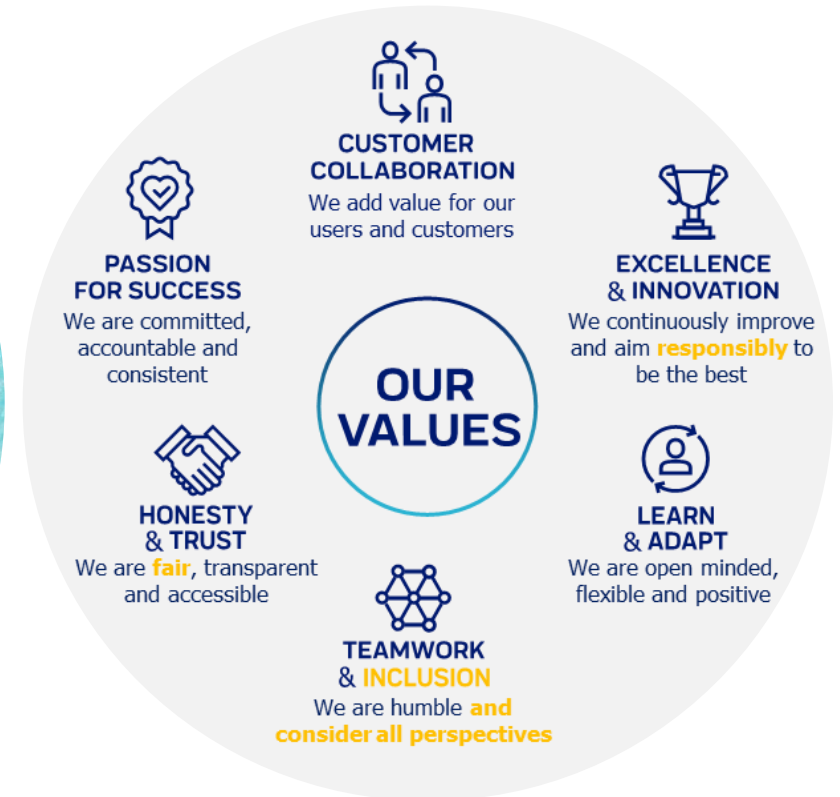 CUSTOMER
COLLABORATION
We add value for our
users and customers
EXCELLENCE
& INNOVATION
We continuously improve
and aim responsibly to
be the best
LEARN
& ADAPT
We are open minded,
flexible and positive
TEAMWORK
& INCLUSION
We are humble and
consider all perspectives
HONESTY
& TRUST
We are fair, transparent
and accessible
PASSION
FOR SUCCESS
We are committed,
accountable and
consistent
OUR
VALUES